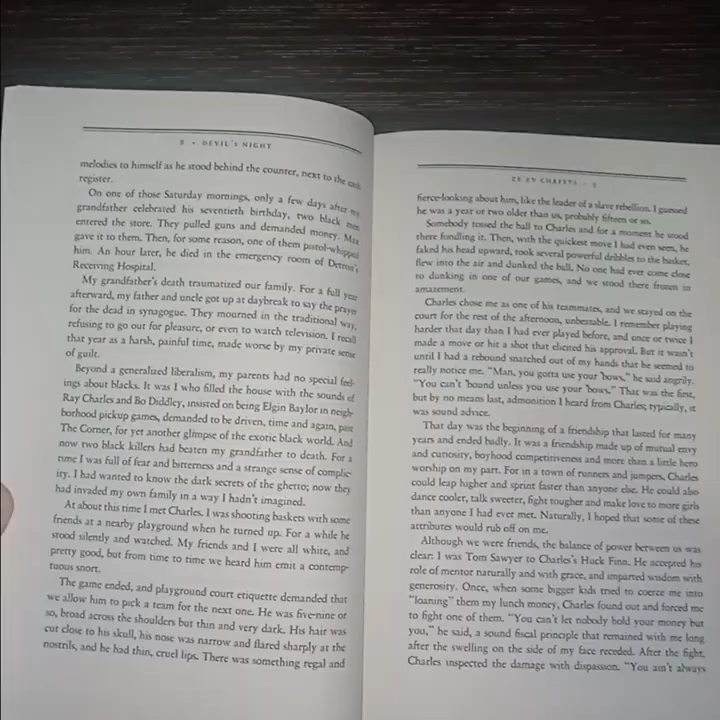 8 • DEVIL'S NIGHT
melodies to himself as he stood behind the counter, next to the cash
register.
On one of those Saturday mornings, only a few days after my
grandfather celebrated his seventieth birthday, two black men
entered the store. They pulled guns and demanded money. Max
gave it to them. Then, for some reason, one of them pistol-whipped
him. An hour later, he died in the emergency room of Detroit's
Receiving Hospital.
My grandfather's death traumatized our family. For a full year
afterward, my father and uncle got up at daybreak to say the prayer
for the dead in synagogue. They mourned in the traditional way,
refusing to go out for pleasure, or even to watch television. I recall
that year as a harsh, painful time, made worse by my private sense
of guilt.
Beyond a generalized liberalism, my parents had no special feel-
ings about blacks. It was I who filled the house with the sounds of
Ray Charles and Bo Diddley, insisted on being Elgin Baylor in neigh-
borhood pickup games, demanded to be driven, time and again, past
The Corner, for yet another glimpse of the exotic black world. And
now two black killers had beaten my grandfather to death. For a
time I was full of fear and bitterness and a strange sense of complic-
ity. I had wanted to know the dark secrets of the ghetto; now they
had invaded my own family in a way I hadn't imagined.
At about this time I met Charles. I was shooting baskets with some
friends at a nearby playground when he turned up. For a while he
stood silently and watched. My friends and I were all white, and
pretty good, but from time to time we heard him emit a contemp-
tuous snort.
The game ended, and playground court etiquette demanded that
we allow him to pick a team for the next one. He was five-nine or
so, broad across the shoulders but thin and very dark. His hair was
cut close to his skull, his nose was narrow and flared sharply at the
nostrils, and he had thin, cruel lips. There was something regal and
ZE'EV CHAFETS • 9
fierce-looking about him, like the leader of a slave rebellion. I guessed
he was a year or two older than us, probably fifteen or so.
Somebody tossed the ball to Charles and for a moment he stood
there fondling it. Then, with the quickest move I had ever seen, he
faked his head upward, took several powerful dribbles to the basket,
flew into the air and dunked the ball. No one had ever come close
to dunking in one of our games, and we stood there frozen in
amazement.
Charles chose me as one of his teammates, and we stayed on the
court for the rest of the afternoon, unbeatable. I remember playing
harder that day than I had ever played before, and once or twice I
made a move or hit a shot that elicited his approval. But it wasn't
until I had a rebound snatched out of my hands that he seemed to
really notice me. "Man, you gotta use your 'bows," he said angrily.
"You can't 'bound unless you use your 'bows." That was the first,
but by no means last, admonition I heard from Charles; typically, it
was sound advice.
That day was the beginning of a friendship that lasted for many
years and ended badly. It was a friendship made up of mutual envy
and curiosity, boyhood competitiveness and more than a little hero
worship on my part. For in a town of runners and jumpers, Charles
could leap higher and sprint faster than anyone else. He could also
dance cooler, talk sweeter, fight tougher and make love to more girls
than anyone I had ever met. Naturally, I hoped that some of these
attributes would rub off on me.
Although we were friends, the balance of power between us was
clear: I was Tom Sawyer to Charles's Huck Finn. He accepted his
role of mentor naturally and with grace, and imparted wisdom with
generosity. Once, when some bigger kids tried to coerce me into
"loaning" them my lunch money, Charles found out and forced me
to fight one of them. "You can't let nobody hold your money but
you," he said, a sound fiscal principle that remained with me long
after the swelling on the side of my face receded. After the fight,
Charles inspected the damage with dispassion. "You ain't always